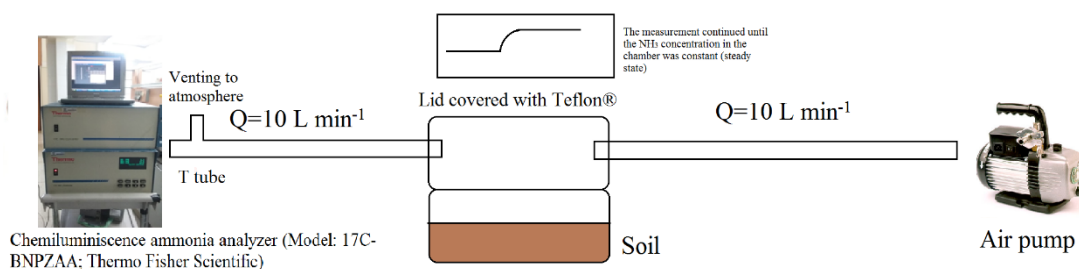 The measurement continued until
the NH₃ concentration in the
chamber was constant (steady
state)
Venting to
atmosphere
Lid covered with Teflon®
Q=10 L min⁻¹
Q=10 L min⁻¹
T tube
Soil
Air pump
Chemiluminiscence ammonia analyzer (Model: 17C-
BNPZAA; Thermo Fisher Scientific)